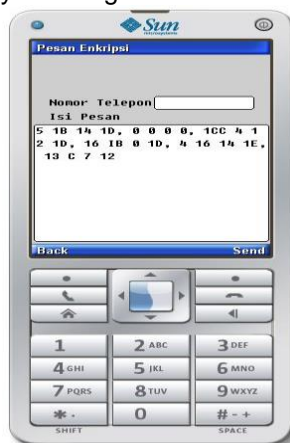 Sun
microsystems
Pesan Enkripsi
Nomor Telepon
Isi Pesan
5 1B 14 1D, 0 0 0 0, 1CC 4 1
2 1D, 16 IB 0 1D, 4 16 14 1E,
13 C 7 12
Back Send
1 2 ABC 3 DEF
4 GHI 5 JKL 6 MNO
7 PQRS 8 TUV 9 WXYZ
* . 0 # - +
SHIFT SPACE